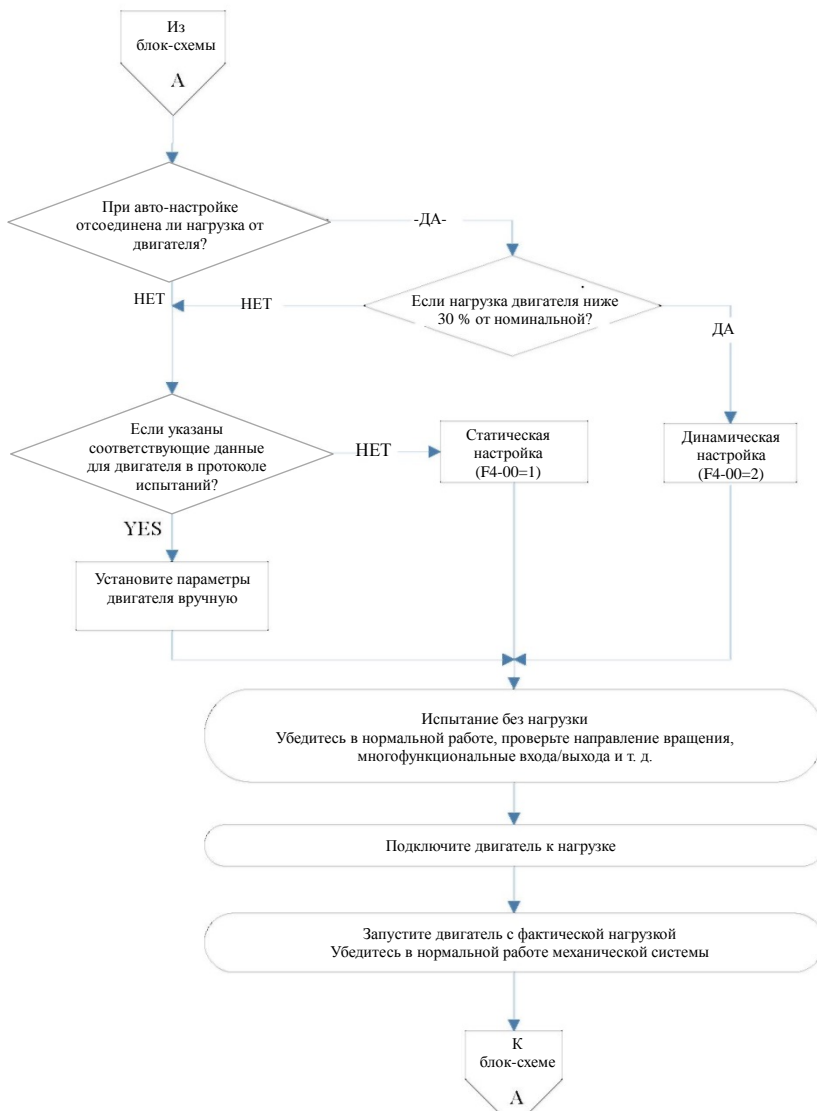 Из
блок-схемы
А
При авто-настройке
отсоединена ли нагрузка от
двигателя?
-ДА-
НЕТ
НЕТ
Если нагрузка двигателя ниже
30 % от номинальной?
ДА
Если указаны
соответствующие данные
для двигателя в протоколе
испытаний?
НЕТ
Статическая
настройка
(F4-00=1)
Динамическая
настройка
(F4-00=2)
YES
Установите параметры
двигателя вручную
Испытание без нагрузки
Убедитесь в нормальной работе, проверьте направление вращения,
многофункциональные входа/выхода и т. д.
Подключите двигатель к нагрузке
Запустите двигатель с фактической нагрузкой
Убедитесь в нормальной работе механической системы
К
блок-схеме
А